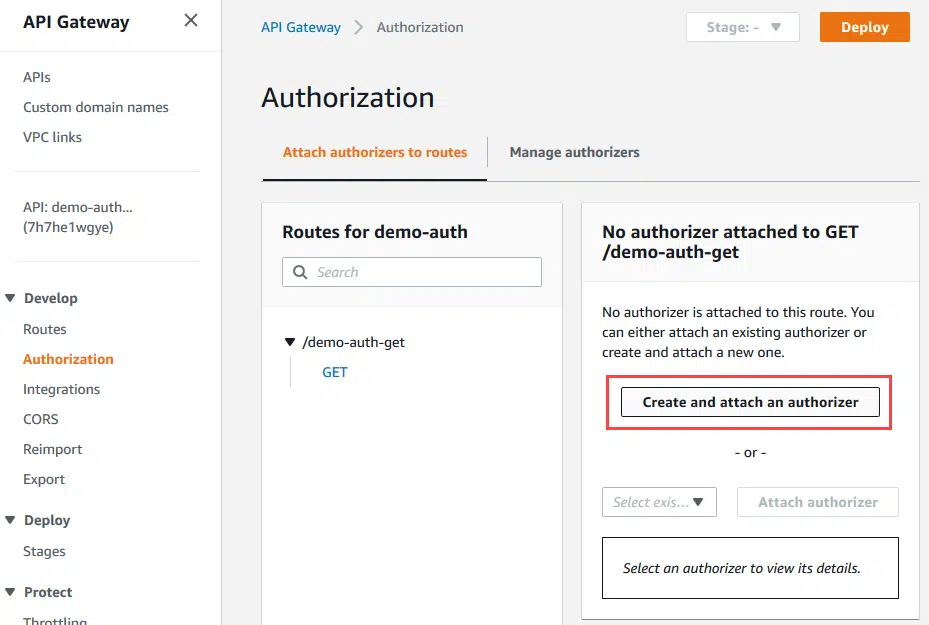 API Gateway
APIs
Custom domain names
VPC links
API: demo-auth...
(7h7he1wgye)
Develop
Routes
Authorization
Integrations
CORS
Reimport
Export
Deploy
Stages
Protect
Throttling
API Gateway > Authorization
Stage: -
Deploy
Authorization
Attach authorizers to routes
Manage authorizers
Routes for demo-auth
Search
/demo-auth-get
GET
No authorizer attached to GET
/demo-auth-get
No authorizer is attached to this route. You
can either attach an existing authorizer or
create and attach a new one.
Create and attach an authorizer
- or -
Select exis...
Attach authorizer
Select an authorizer to view its details.